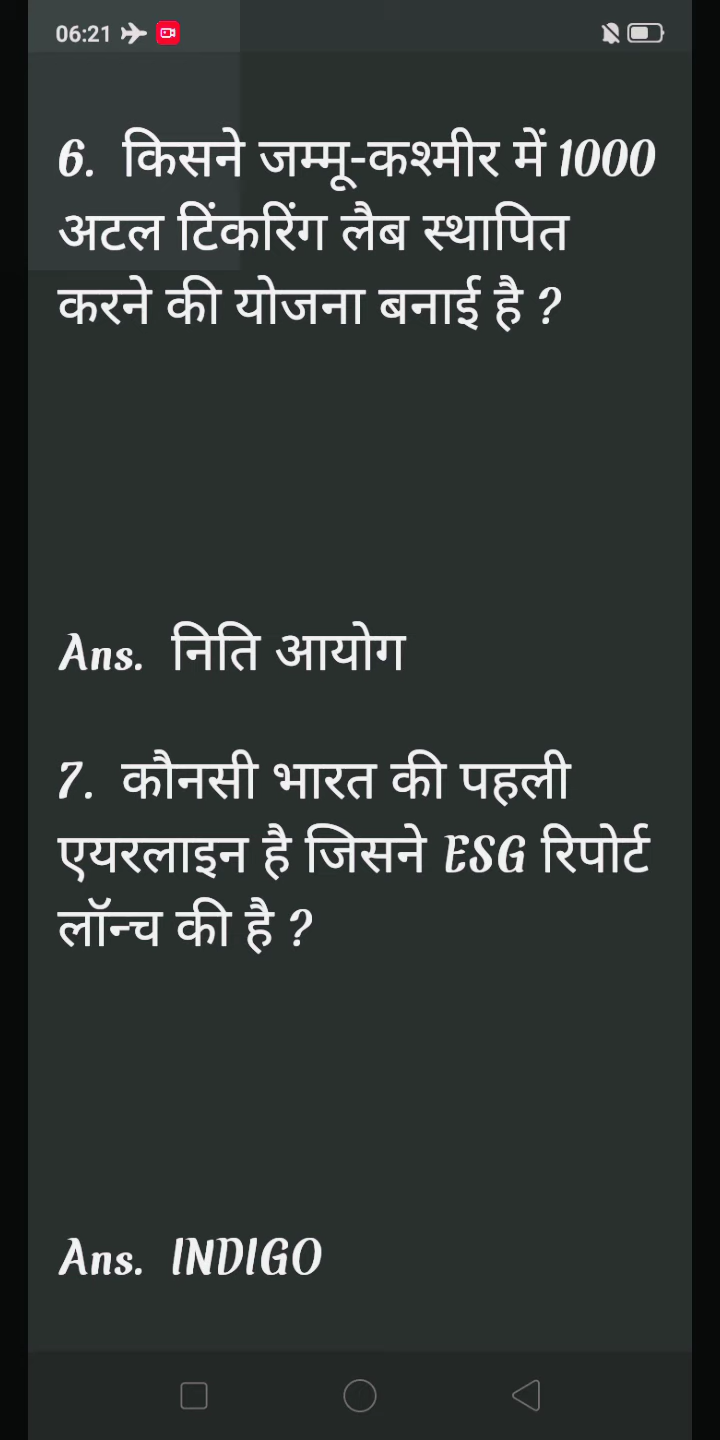 06:21
6. किसने जम्मू-कश्मीर में 1000
अटल टिंकरिंग लैब स्थापित
करने की योजना बनाई है ?
Ans. निति आयोग
7. कौनसी भारत की पहली
एयरलाइन है जिसने ESG रिपोर्ट
लॉन्च की है ?
Ans. INDIGO